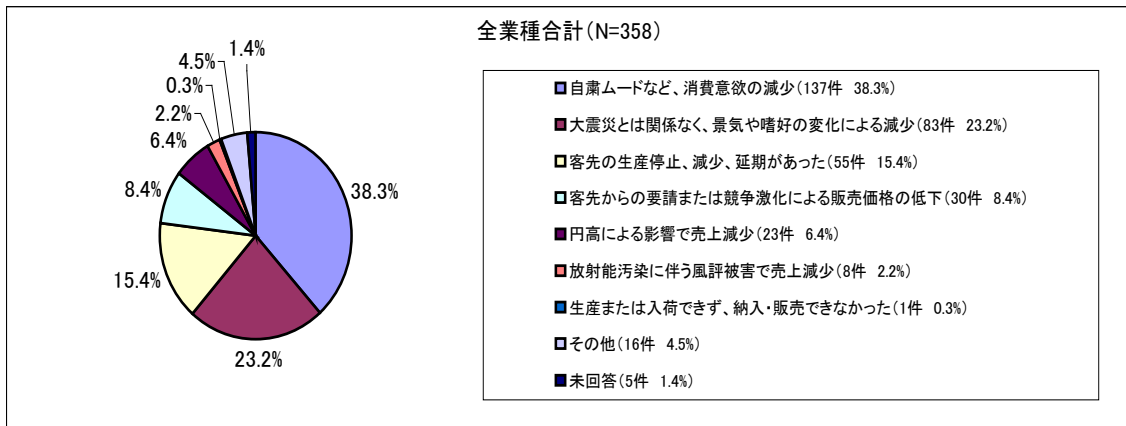 全業種合計(N=358)
4.5%
1.4%
0.3%
2.2%
6.4%
8.4%
15.4%
23.2%
38.3%
自粛ムードなど、消費意欲の減少(137件 38.3%)
大震災とは関係なく、景気や嗜好の変化による減少(83件 23.2%)
客先の生産停止、減少、延期があった(55件 15.4%)
客先からの要請または競争激化による販売価格の低下(30件 8.4%)
円高による影響で売上減少(23件 6.4%)
放射能汚染に伴う風評被害で売上減少(8件 2.2%)
生産または入荷できず、納入・販売できなかった(1件 0.3%)
その他(16件 4.5%)
未回答(5件 1.4%)